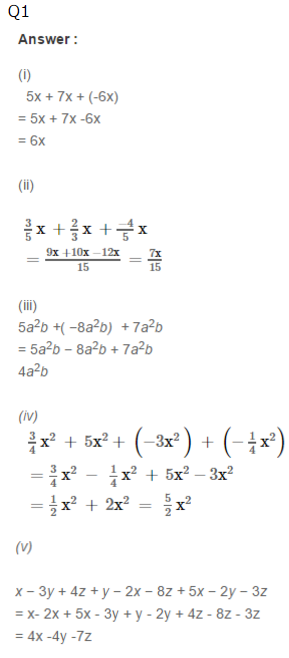 Q1
Answer :
(i)
5x + 7x + (-6x)
= 5x + 7x -6x
= 6x
(ii)
3/5 x + 2/3 x + -4/5 x
= 9x +10x -12x/15 = 7x/15
(iii)
5a²b +( −8a²b) + 7a²b
= 5a²b − 8a²b + 7a²b
4a²b
(iv)
3/4 x² + 5x² + (−3x²) + (−1/4 x²)
= 3/4 x² − 1/4 x² + 5x² − 3x²
= 1/2 x² + 2x² = 5/2 x²
(v)
x − 3y + 4z + y − 2x − 8z + 5x − 2y − 3z
= x- 2x + 5x - 3y + y - 2y + 4z - 8z - 3z
= 4x -4y -7z